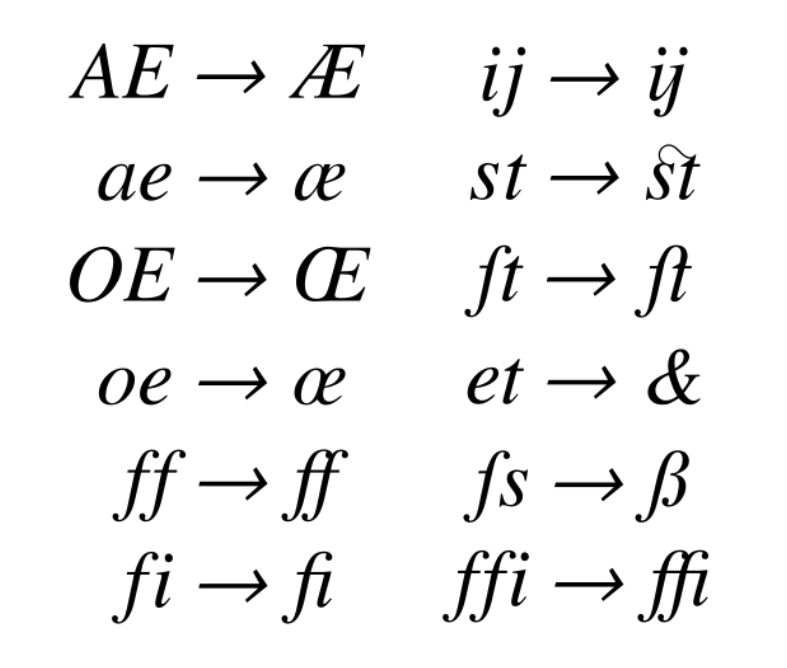 AE → Æ ij → ij
ae → æ st → st
OE → Œ ſt → ſt
oe → œ et → &
ff → ff ſs → ß
fi → fi ffi → ffi